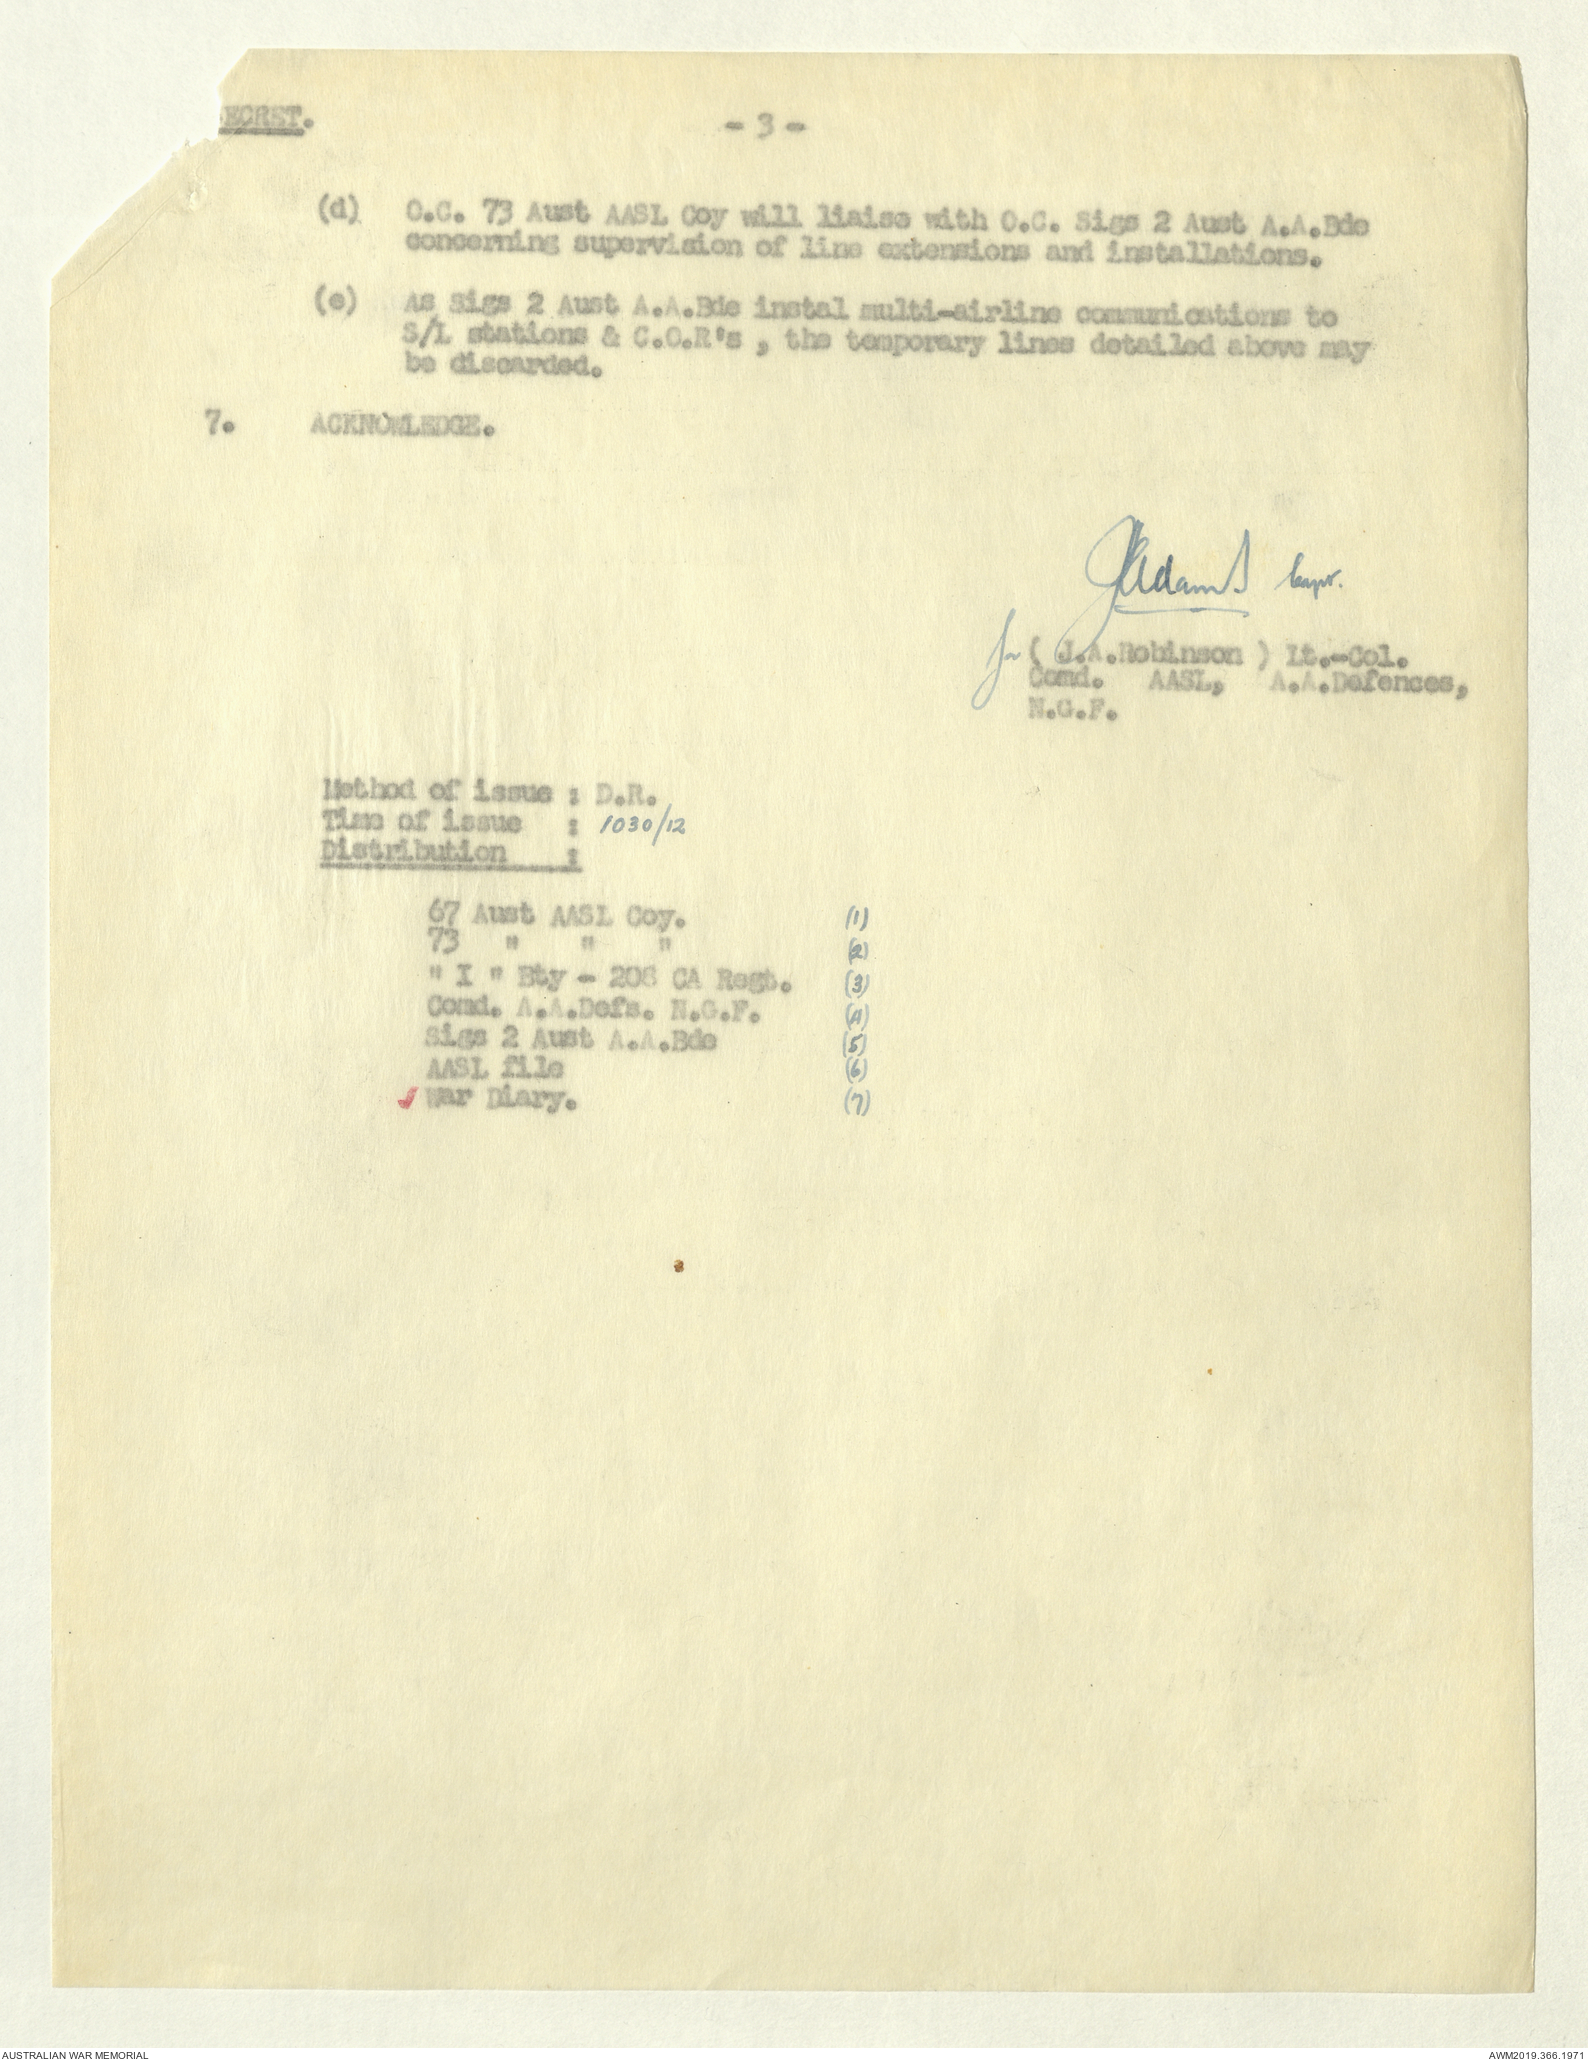 ECRET.
- 3 -
(d) O.C. 73 Aust AASL Coy will liaise with O.C. Sigs 2 Aust A.A.Bde
concerning supervision of line extensions and installations.
(e) As Sigs 2 Aust A.A.Bde instal multi-airline communications to
S/L stations & C.O.R's , the temporary lines detailed above may
be discarded.
7. ACKNOWLEDGE.
Adams Capt.
for ( J.A.Robinson ) Lt.-Col.
Comd. AASL, A.A.Defences,
N.G.F.
Method of issue : D.R.
Time of issue : 1030/12
Distribution :
67 Aust AASL Coy. (1)
73 " " " (2)
" I " Bty - 208 CA Regt. (3)
Comd. A.A.Defs. N.G.F. (4)
Sigs 2 Aust A.A.Bde (5)
AASL file (6)
War Diary. (7)
AUSTRALIAN WAR MEMORIAL
AWM2019.366.1971